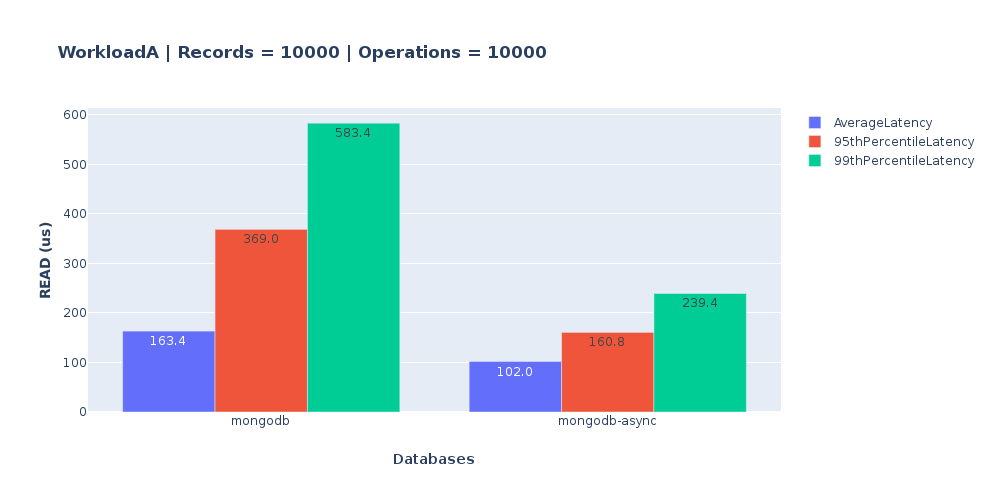 WorkloadA | Records = 10000 | Operations = 10000
AverageLatency
95thPercentileLatency
99thPercentileLatency
READ (us)
600
500
400
300
200
100
0
583.4
369.0
163.4
239.4
160.8
102.0
mongodb
mongodb-async
Databases